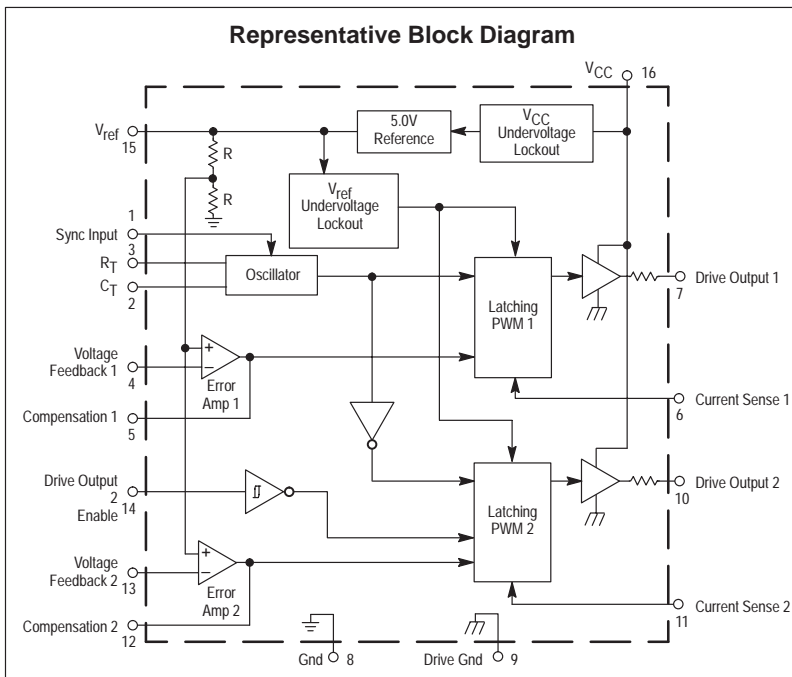 Representative Block Diagram
VCC 16
Vref
15
R
R
5.0V
Reference
VCC
Undervoltage
Lockout
Vref
Undervoltage
Lockout
1
Sync Input
3
RT
CT
2
Oscillator
Latching
PWM 1
7
Drive Output 1
Voltage
Feedback 1
4
+
−
Error
Amp 1
Compensation 1
5
6
Current Sense 1
Drive Output
2
Enable
14
Latching
PWM 2
10
Drive Output 2
Voltage
Feedback 2
13
+
−
Error
Amp 2
Compensation 2
12
11
Current Sense 2
Gnd 8
Drive Gnd 9